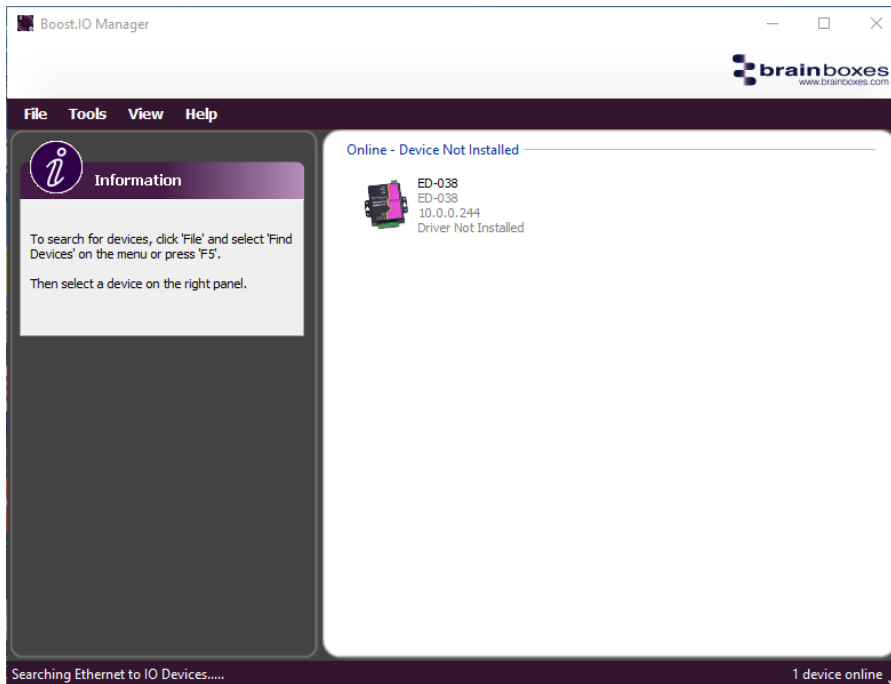 Boost.IO Manager
brainboxes
www.brainboxes.com
File Tools View Help
Information
To search for devices, click 'File' and select 'Find
Devices' on the menu or press 'F5'.
Then select a device on the right panel.
Online - Device Not Installed
ED-038
ED-038
10.0.0.244
Driver Not Installed
Searching Ethernet to IO Devices.....
1 device online